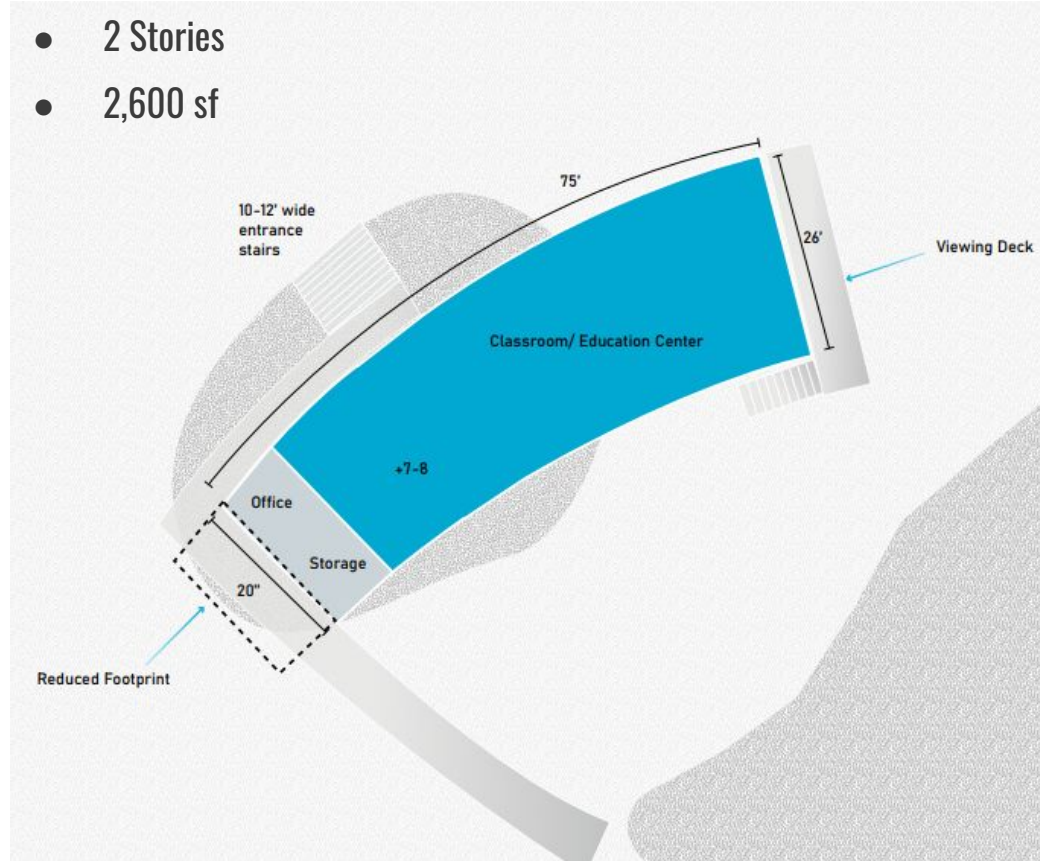 ● 2 Stories
● 2,600 sf
75'
10-12' wide
entrance
stairs
26'
Viewing Deck
Classroom/ Education Center
+7-8
Office
Storage
20"
Reduced Footprint